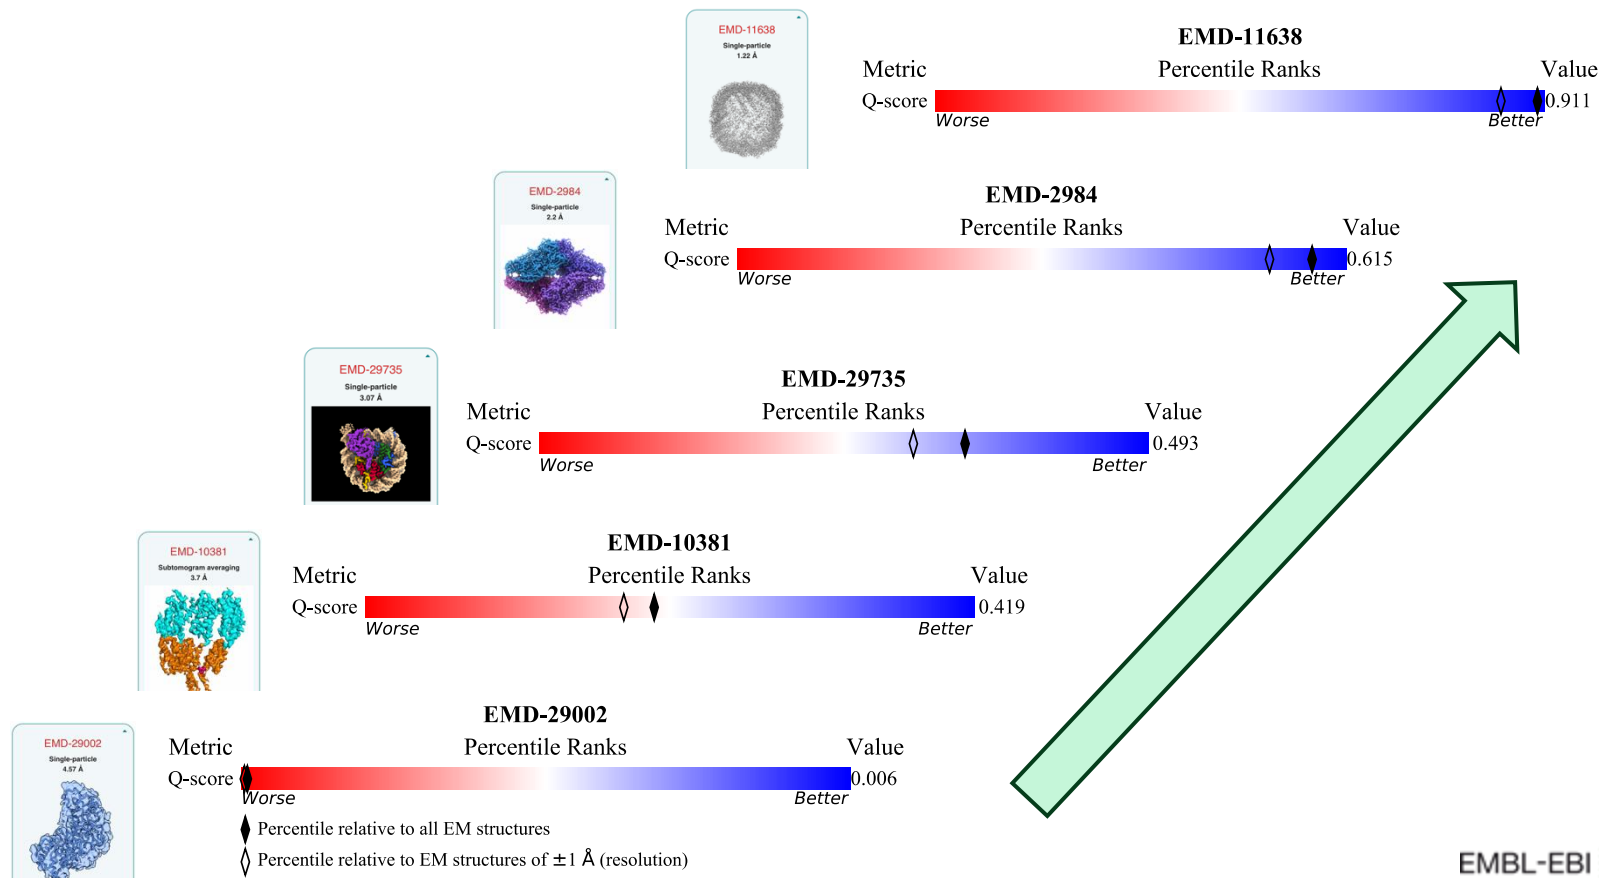 EMD-11638
Single-particle
1.22 Å
EMD-11638
Metric Percentile Ranks Value
Q-score 0.911
Worse Better
EMD-2984
Single-particle
2.2 Å
EMD-2984
Metric Percentile Ranks Value
Q-score 0.615
Worse Better
EMD-29735
Single-particle
3.07 Å
EMD-29735
Metric Percentile Ranks Value
Q-score 0.493
Worse Better
EMD-10381
Subtomogram averaging
3.7 Å
EMD-10381
Metric Percentile Ranks Value
Q-score 0.419
Worse Better
EMD-29002
Single-particle
4.57 Å
EMD-29002
Metric Percentile Ranks Value
Q-score 0.006
Worse Better
Percentile relative to all EM structures
Percentile relative to EM structures of ±1 Å (resolution)
EMBL-EBI